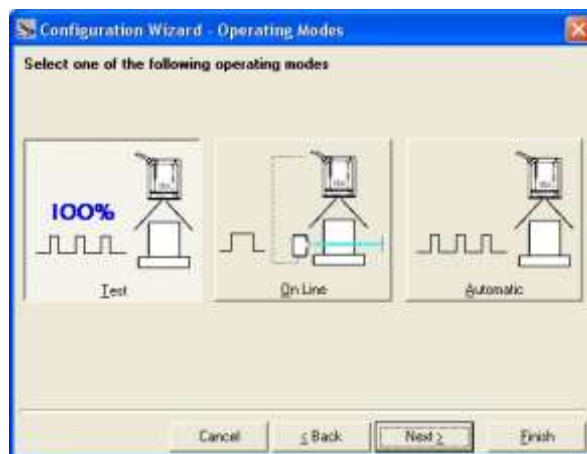 Configuration Wizard - Operating Modes
Select one of the following operating modes
100%
Test
On Line
Automatic
Cancel
< Back
Next >
Finish